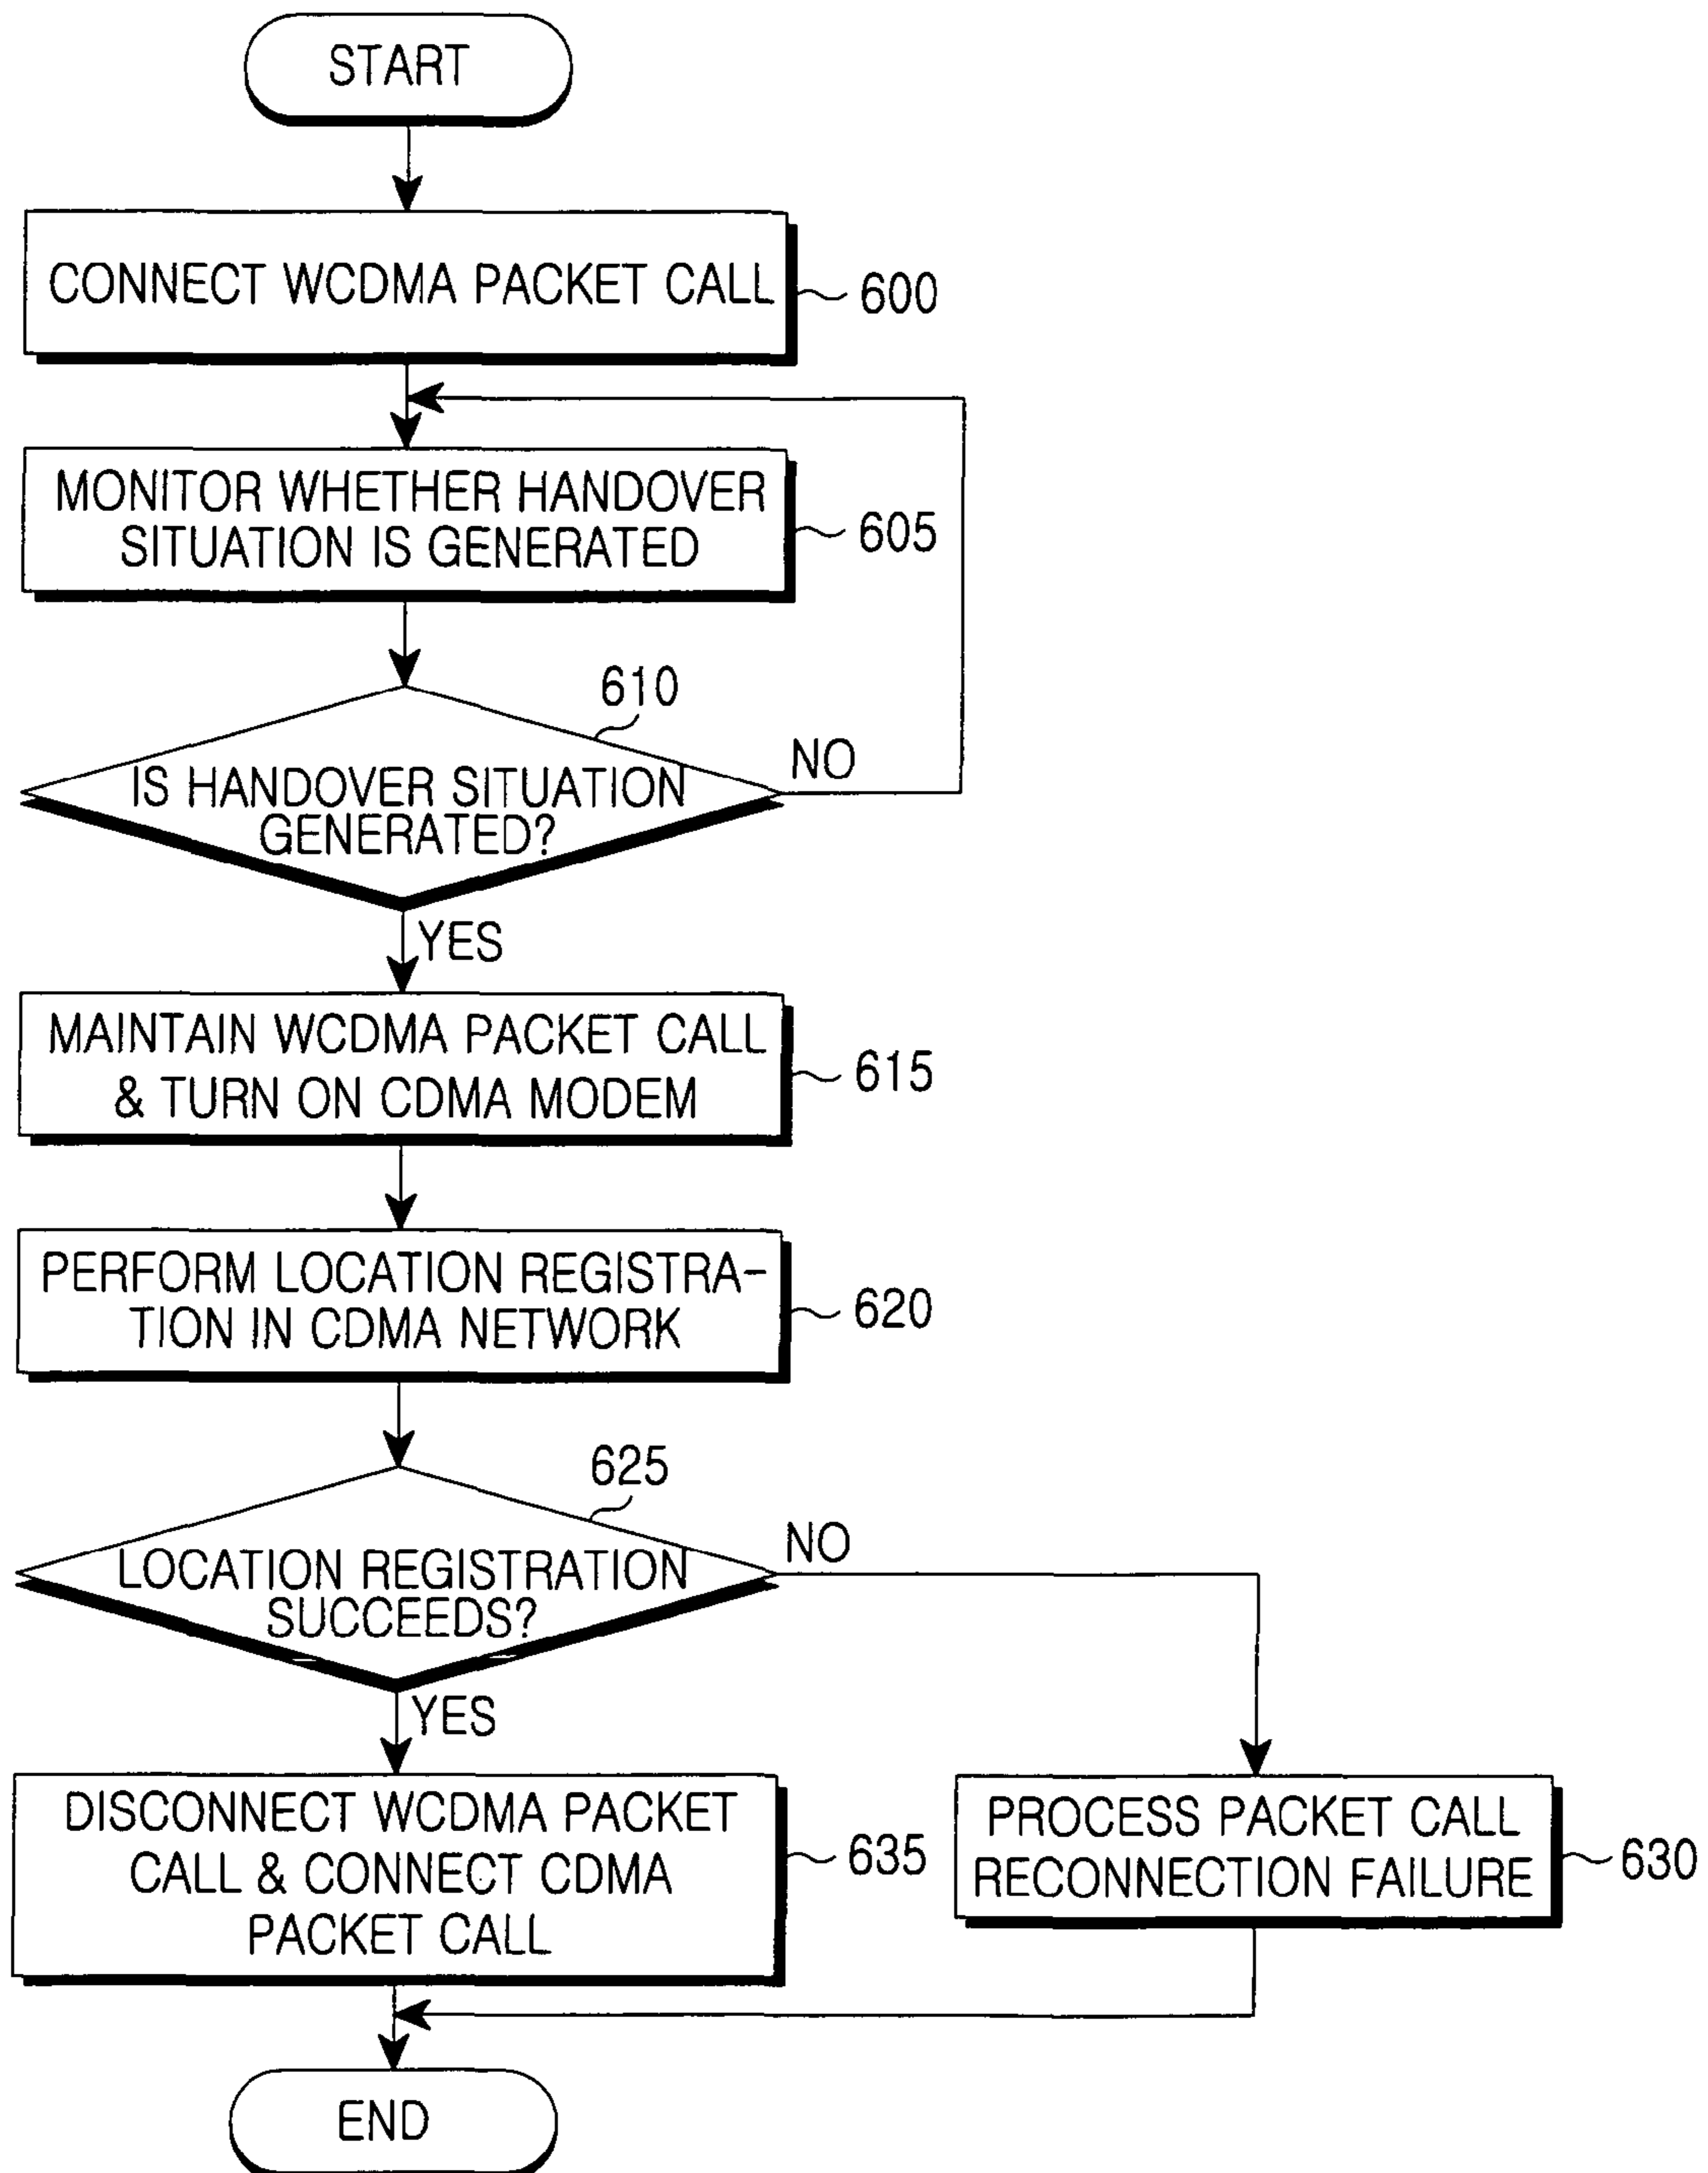 START
CONNECT WCDMA PACKET CALL
600
MONITOR WHETHER HANDOVER
SITUATION IS GENERATED
605
610
IS HANDOVER SITUATION
GENERATED?
NO
YES
MAINTAIN WCDMA PACKET CALL
& TURN ON CDMA MODEM
615
PERFORM LOCATION REGISTRA-
TION IN CDMA NETWORK
620
625
LOCATION REGISTRATION
SUCCEEDS?
NO
YES
DISCONNECT WCDMA PACKET
CALL & CONNECT CDMA
PACKET CALL
635
PROCESS PACKET CALL
RECONNECTION FAILURE
630
END